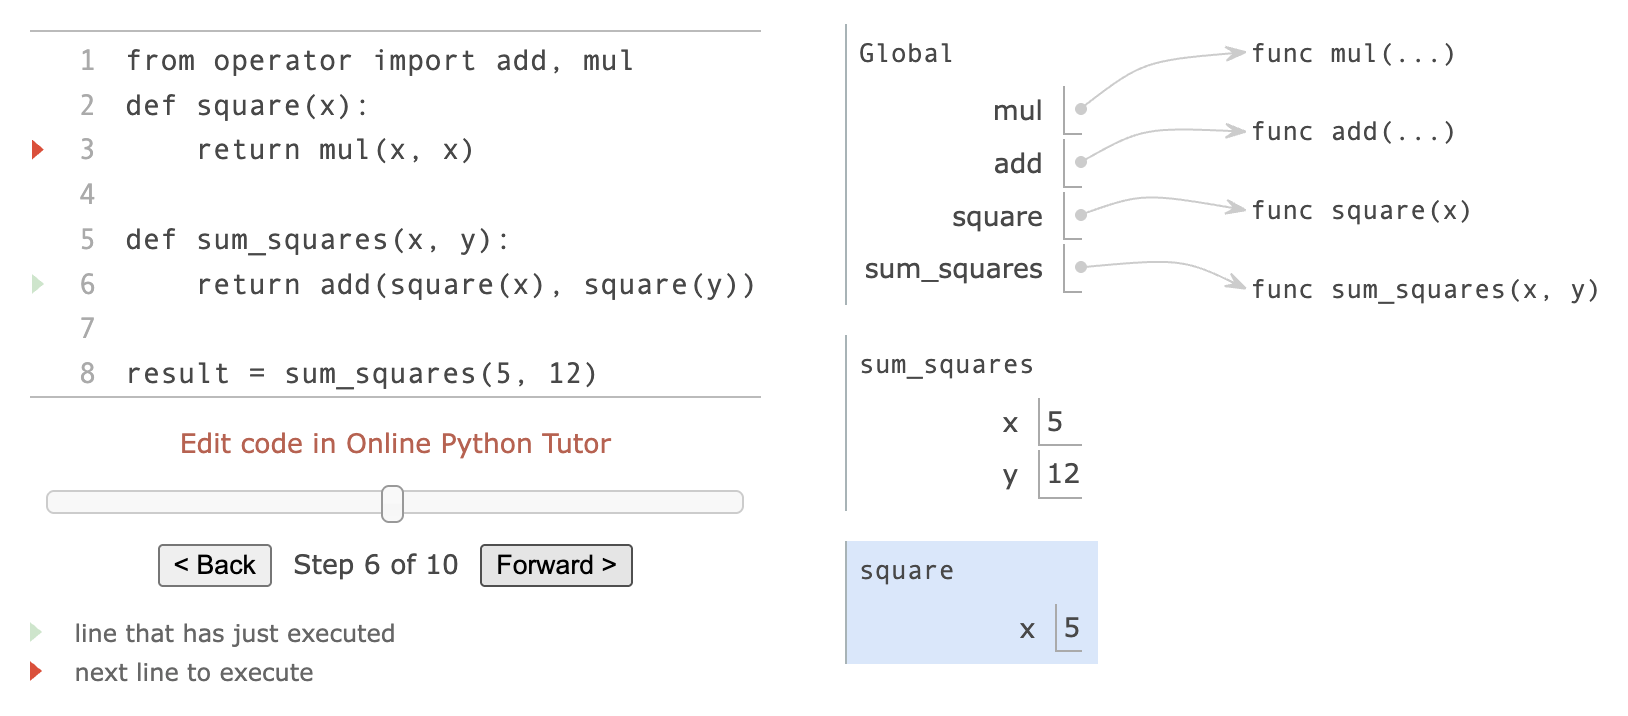 1 from operator import add, mul
2 def square(x):
3     return mul(x, x)
4
5 def sum_squares(x, y):
6     return add(square(x), square(y))
7
8 result = sum_squares(5, 12)
Edit code in Online Python Tutor
< Back Step 6 of 10 Forward >
line that has just executed
next line to execute
Global
mul
add
square
sum_squares
func mul(...)
func add(...)
func square(x)
func sum_squares(x, y)
sum_squares
x 5
y 12
square
x 5